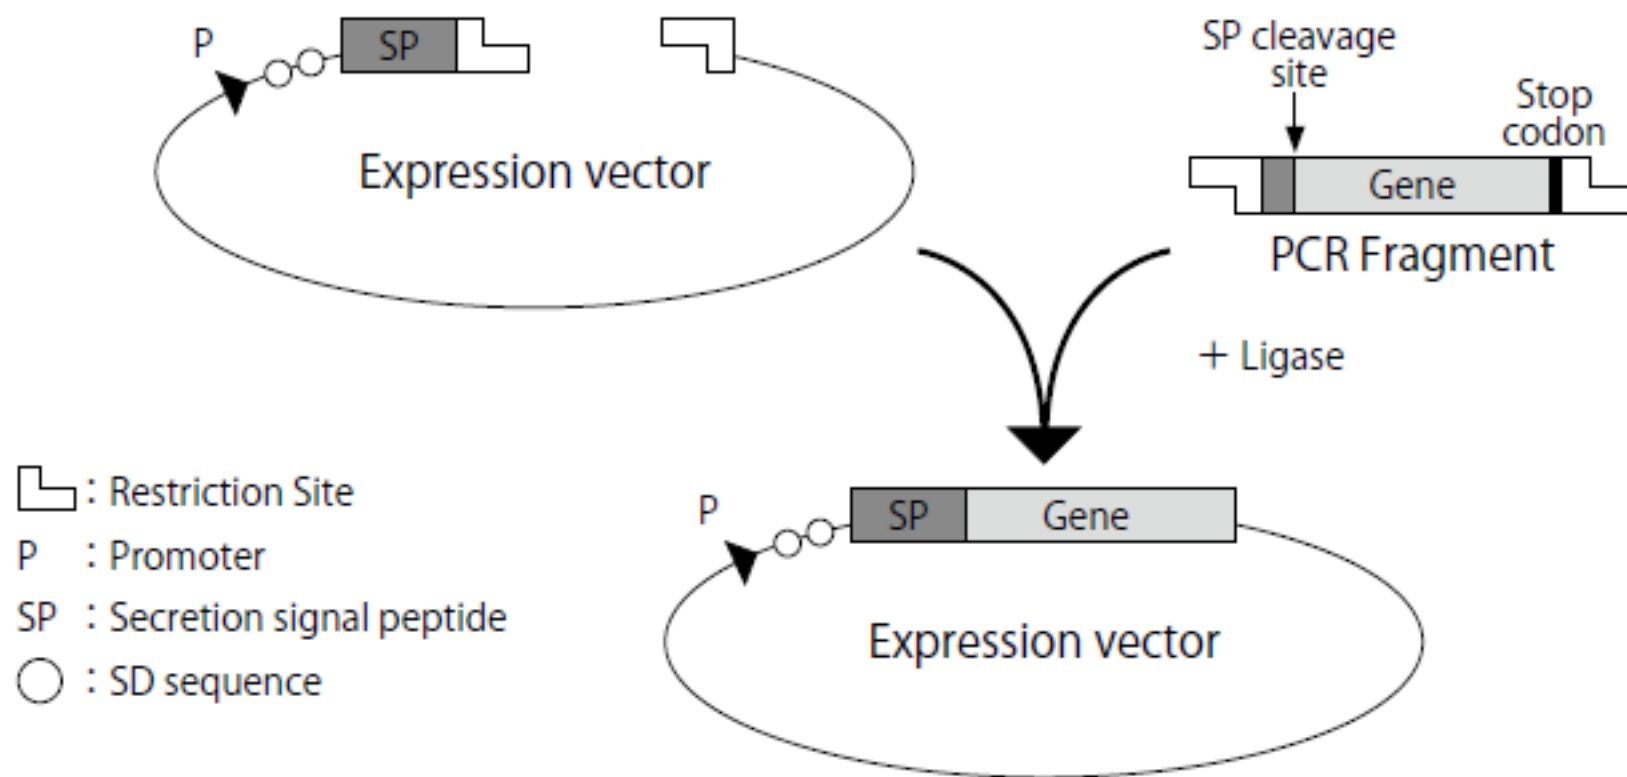 P
SP
Expression vector
SP cleavage
site
Stop
codon
Gene
PCR Fragment
+ Ligase
: Restriction Site
P : Promoter
SP : Secretion signal peptide
: SD sequence
P
SP
Gene
Expression vector